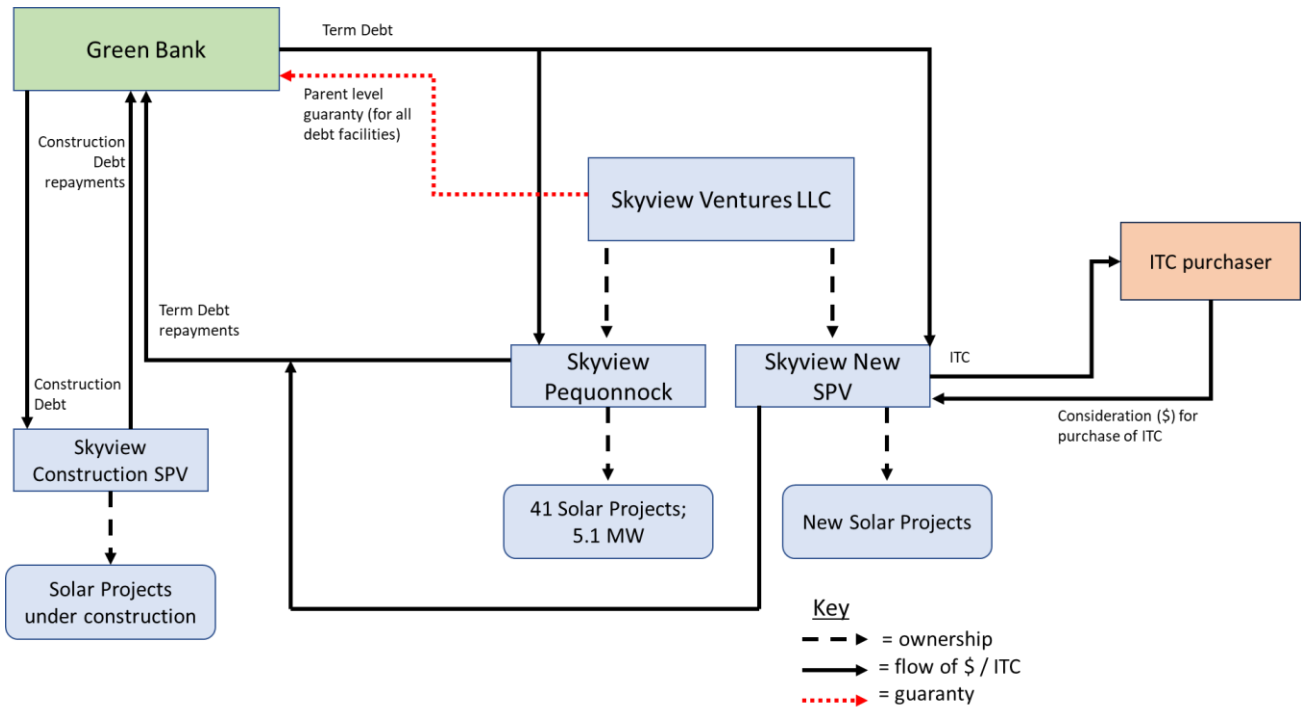 Green Bank
Term Debt
Parent level
guaranty (for all
debt facilities)
Construction
Debt
repayments
Skyview Ventures LLC
ITC purchaser
Term Debt
repayments
Skyview
Pequonnock
Skyview New
SPV
ITC
Consideration ($) for
purchase of ITC
Construction
Debt
Skyview
Construction SPV
41 Solar Projects;
5.1 MW
New Solar Projects
Solar Projects
under construction
Key
= ownership
= flow of $ / ITC
= guaranty